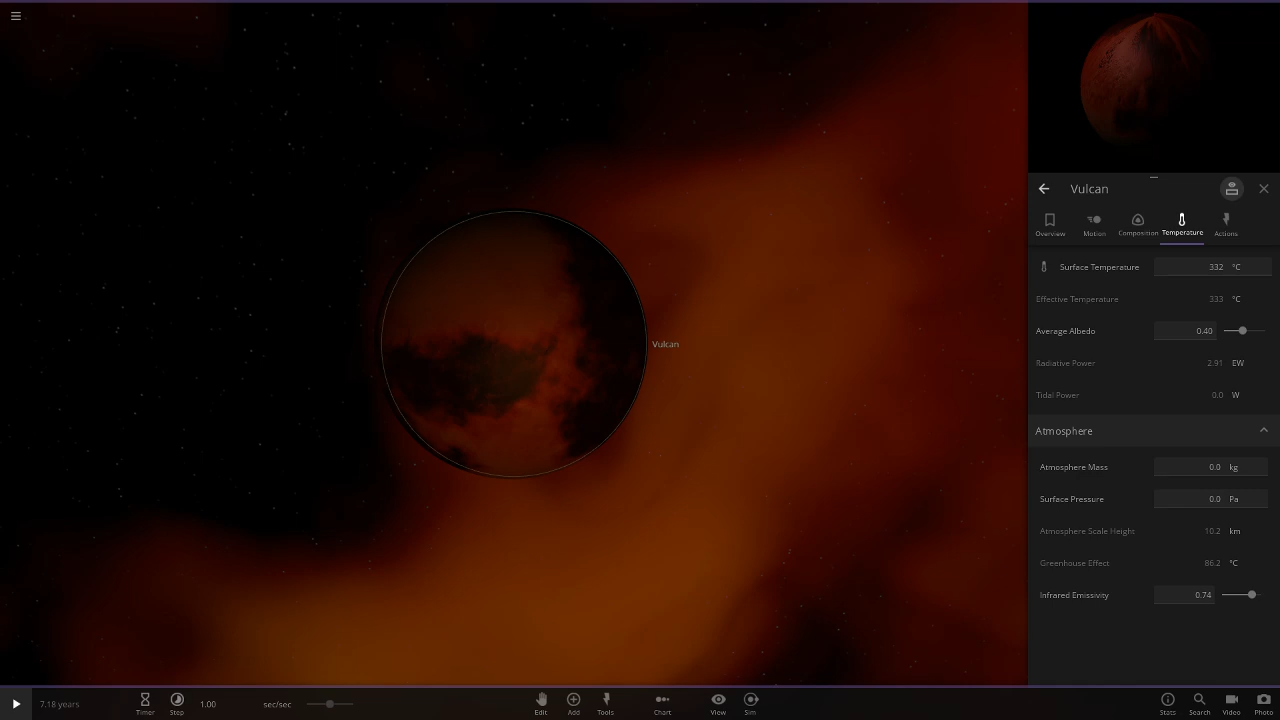 Vulcan
Overview
Motion
Composition
Temperature
Actions
Surface Temperature 332 °C
Effective Temperature 333 °C
Average Albedo 0.40
Radiative Power 2.91 EW
Tidal Power 0.0 W
Atmosphere
Atmosphere Mass 0.0 kg
Surface Pressure 0.0 Pa
Atmosphere Scale Height 10.2 km
Greenhouse Effect 86.2 °C
Infrared Emissivity 0.74
Vulcan
7.18 years
Timer
Step
1.00 sec/sec
Edit
Add
Tools
Chart
View
Sim
Stats
Search
Video
Photo